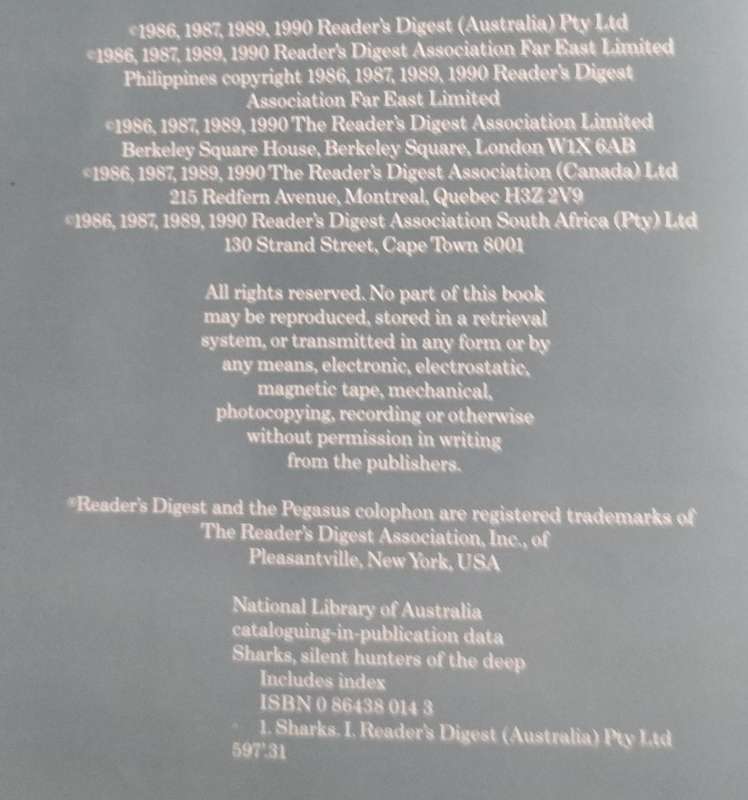 ©1986, 1987, 1989, 1990 Reader's Digest (Australia) Pty Ltd
©1986, 1987, 1989, 1990 Reader's Digest Association Far East Limited
Philippines copyright 1986, 1987, 1989, 1990 Reader's Digest
Association Far East Limited
©1986, 1987, 1989, 1990 The Reader's Digest Association Limited
Berkeley Square House, Berkeley Square, London W1X 6AB
©1986, 1987, 1989, 1990 The Reader's Digest Association (Canada) Ltd
215 Redfern Avenue, Montreal, Quebec H3Z 2V9
©1986, 1987, 1989, 1990 Reader's Digest Association South Africa (Pty) Ltd
130 Strand Street, Cape Town 8001
All rights reserved. No part of this book
may be reproduced, stored in a retrieval
system, or transmitted in any form or by
any means, electronic, electrostatic,
magnetic tape, mechanical,
photocopying, recording or otherwise
without permission in writing
from the publishers.
®Reader's Digest and the Pegasus colophon are registered trademarks of
The Reader's Digest Association, Inc., of
Pleasantville, New York, USA
National Library of Australia
cataloguing-in-publication data
Sharks, silent hunters of the deep
Includes index
ISBN 0 86438 014 3
1. Sharks. I. Reader's Digest (Australia) Pty Ltd
597'.31